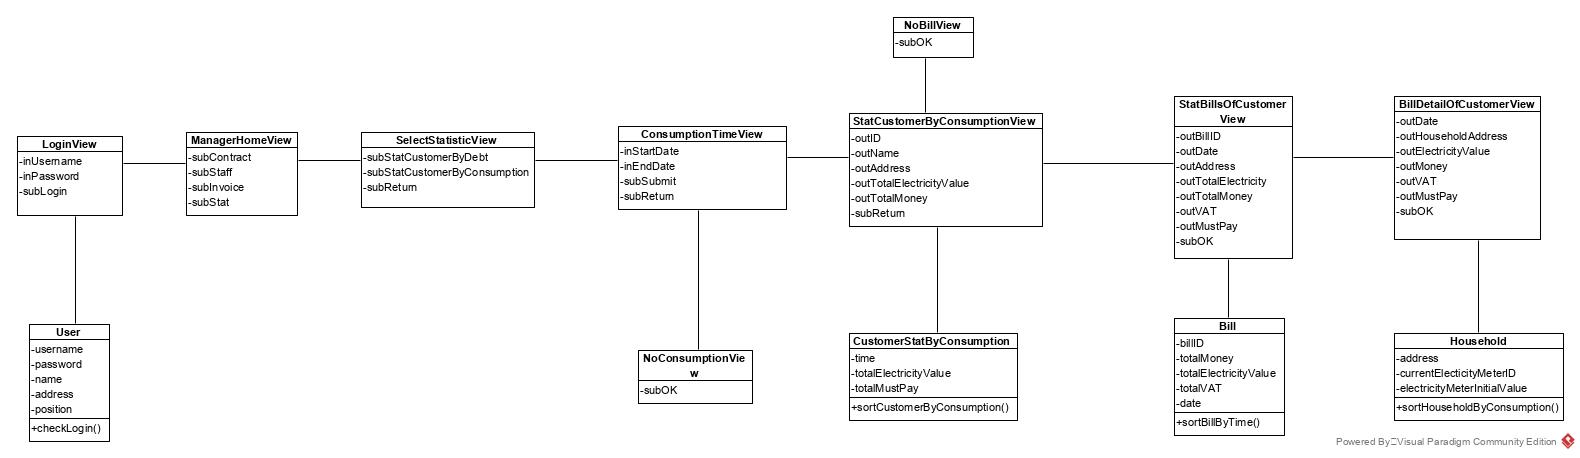 NoBillView
-subOK
LoginView
-inUsername
-inPassword
-subLogin
ManagerHomeView
-subContract
-subStaff
-subInvoice
-subStat
SelectStatisticView
-subStatCustomerByDebt
-subStatCustomerByConsumption
-subReturn
ConsumptionTimeView
-inStartDate
-inEndDate
-subSubmit
-subReturn
StatCustomerByConsumptionView
-outID
-outName
-outAddress
-outTotalElectricityValue
-outTotalMoney
-subReturn
StatBillsOfCustomer
View
-outBillID
-outDate
-outAddress
-outTotalElectricity
-outTotalMoney
-outVAT
-outMustPay
-subOK
BillDetailOfCustomerView
-outDate
-outHouseholdAddress
-outElectricityValue
-outMoney
-outVAT
-outMustPay
-subOK
User
-username
-password
-name
-address
-position
+checkLogin()
NoConsumptionVie
w
-subOK
CustomerStatByConsumption
-time
-totalElectricityValue
-totalMustPay
+sortCustomerByConsumption()
Bill
-billID
-totalMoney
-totalElectricityValue
-totalVAT
-date
+sortBillByTime()
Household
-address
-currentElecticityMeterID
-electricityMeterInitialValue
+sortHouseholdByConsumption()
Powered By Visual Paradigm Community Edition